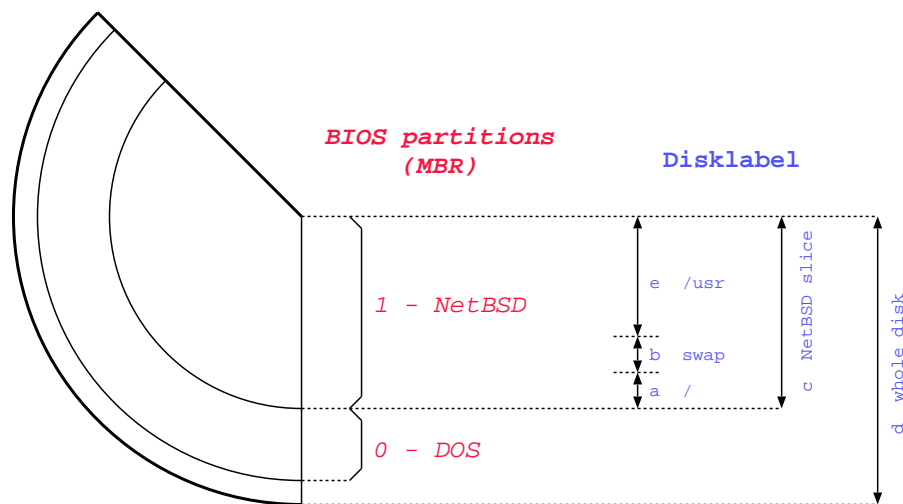 BIOS partitions
(MBR)
Disklabel
1 - NetBSD
0 - DOS
e /usr
b swap
a /
c NetBSD slice
d whole disk